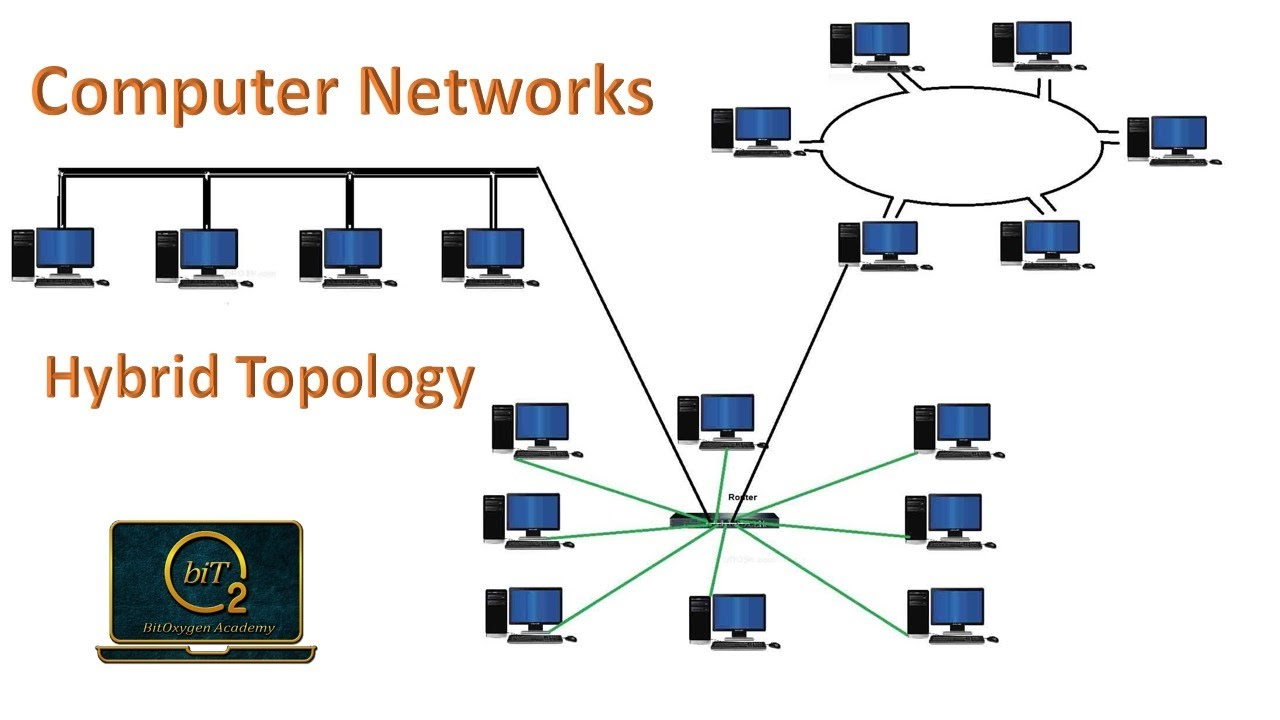 Computer Networks
Hybrid Topology
Router
biT
2
BitOxygen Academy